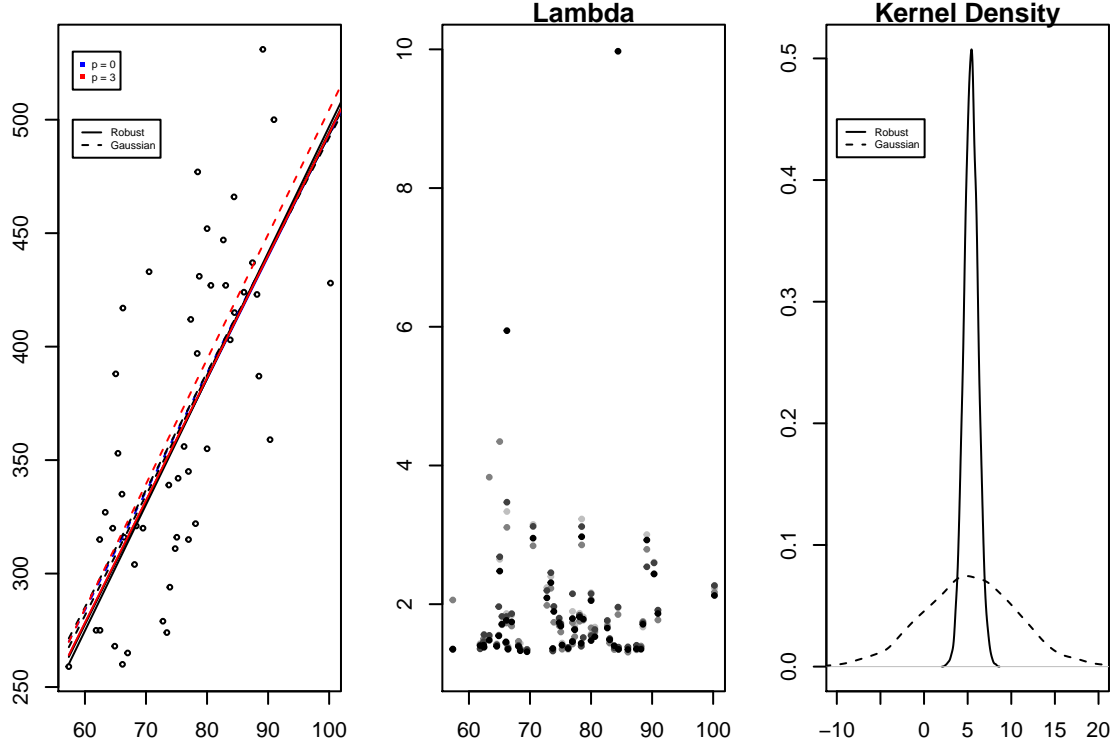 Lambda
Kernel Density
p = 0
p = 3
Robust
Gaussian
250 300 350 400 450 500
60 70 80 90 100
2 4 6 8 10
60 70 80 90 100
Robust
Gaussian
0.0 0.1 0.2 0.3 0.4 0.5
−10 0 5 10 15 20